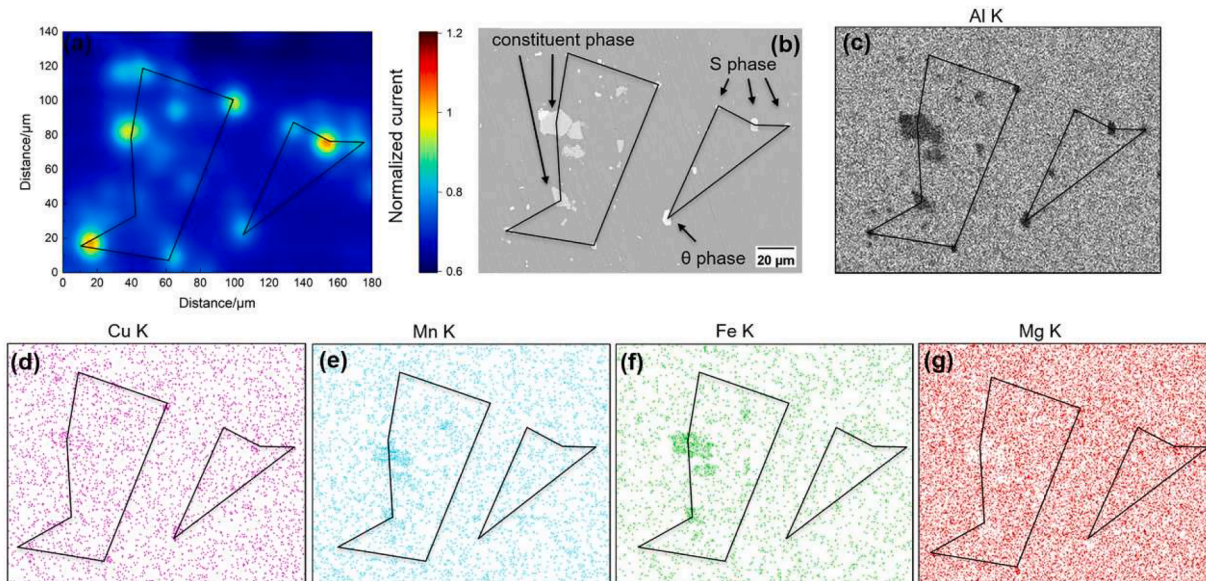 (a)
140
120
100
80
60
40
20
0
Distance/µm
0 20 40 60 80 100 120 140 160 180
Distance/µm
1.2
1
0.8
0.6
Normalized current
(b)
constituent phase
S phase
θ phase
20 µm
Al K
(c)
Cu K
(d)
Mn K
(e)
Fe K
(f)
Mg K
(g)